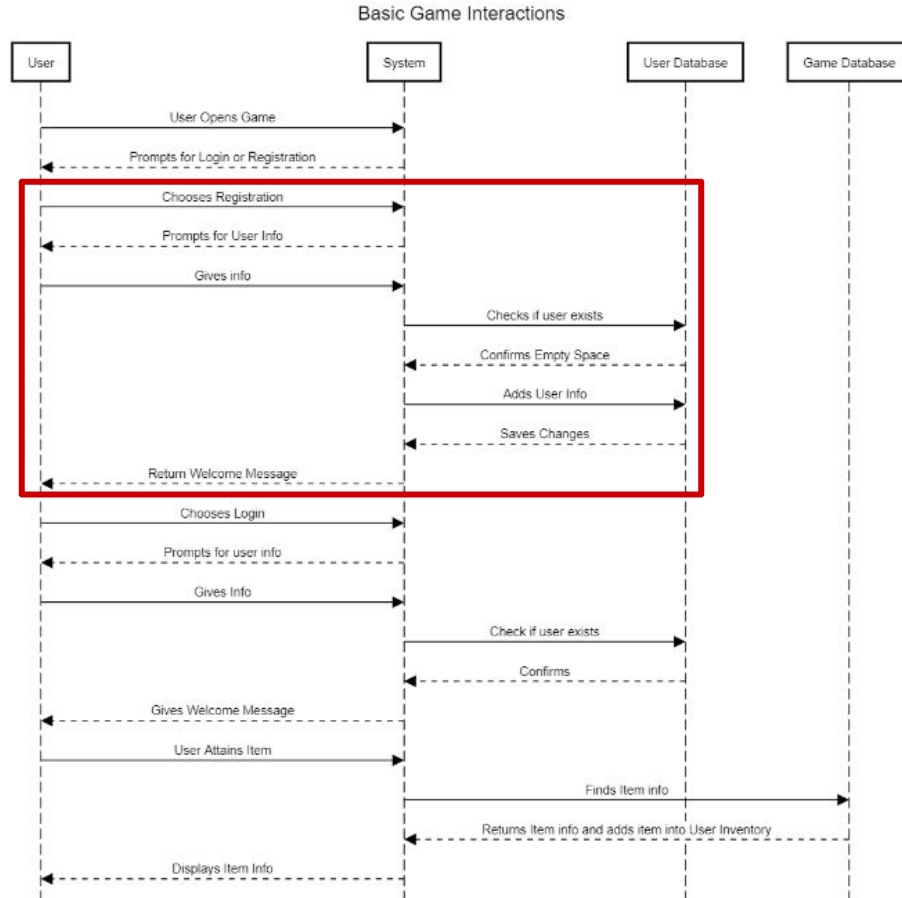 Basic Game Interactions
User
System
User Database
Game Database
User Opens Game
Prompts for Login or Registration
Chooses Registration
Prompts for User Info
Gives info
Checks if user exists
Confirms Empty Space
Adds User Info
Saves Changes
Return Welcome Message
Chooses Login
Prompts for user info
Gives Info
Check if user exists
Confirms
Gives Welcome Message
User Attains Item
Finds Item info
Returns Item info and adds item into User Inventory
Displays Item Info